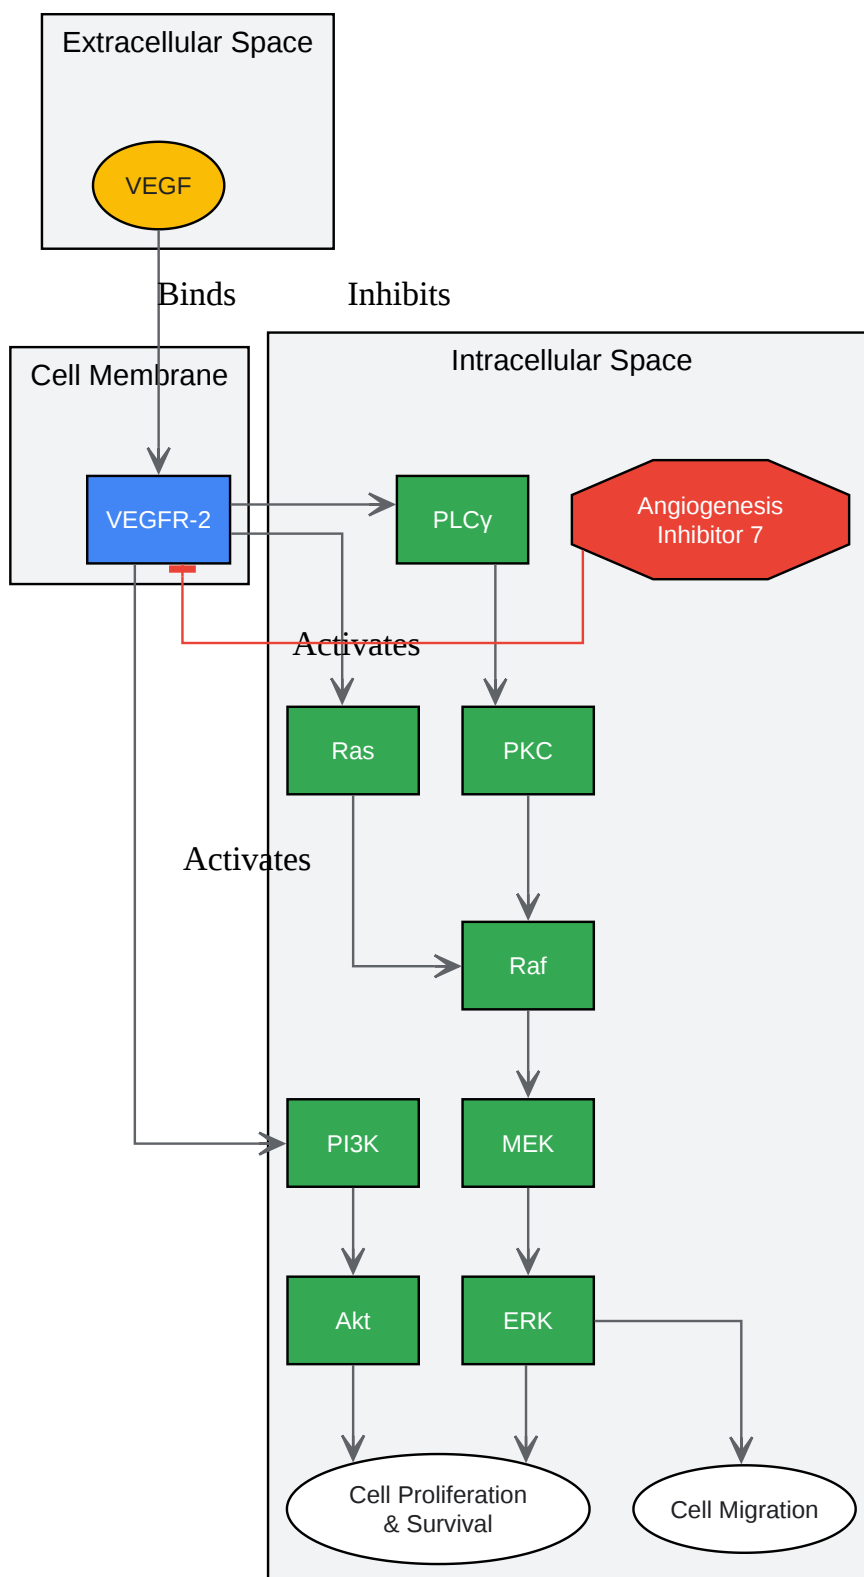 Extracellular Space
VEGF
Binds
Inhibits
Cell Membrane
Intracellular Space
VEGFR-2
PLCγ
Angiogenesis
Inhibitor 7
Activates
Ras
PKC
Activates
Raf
PI3K
MEK
Akt
ERK
Cell Proliferation
& Survival
Cell Migration